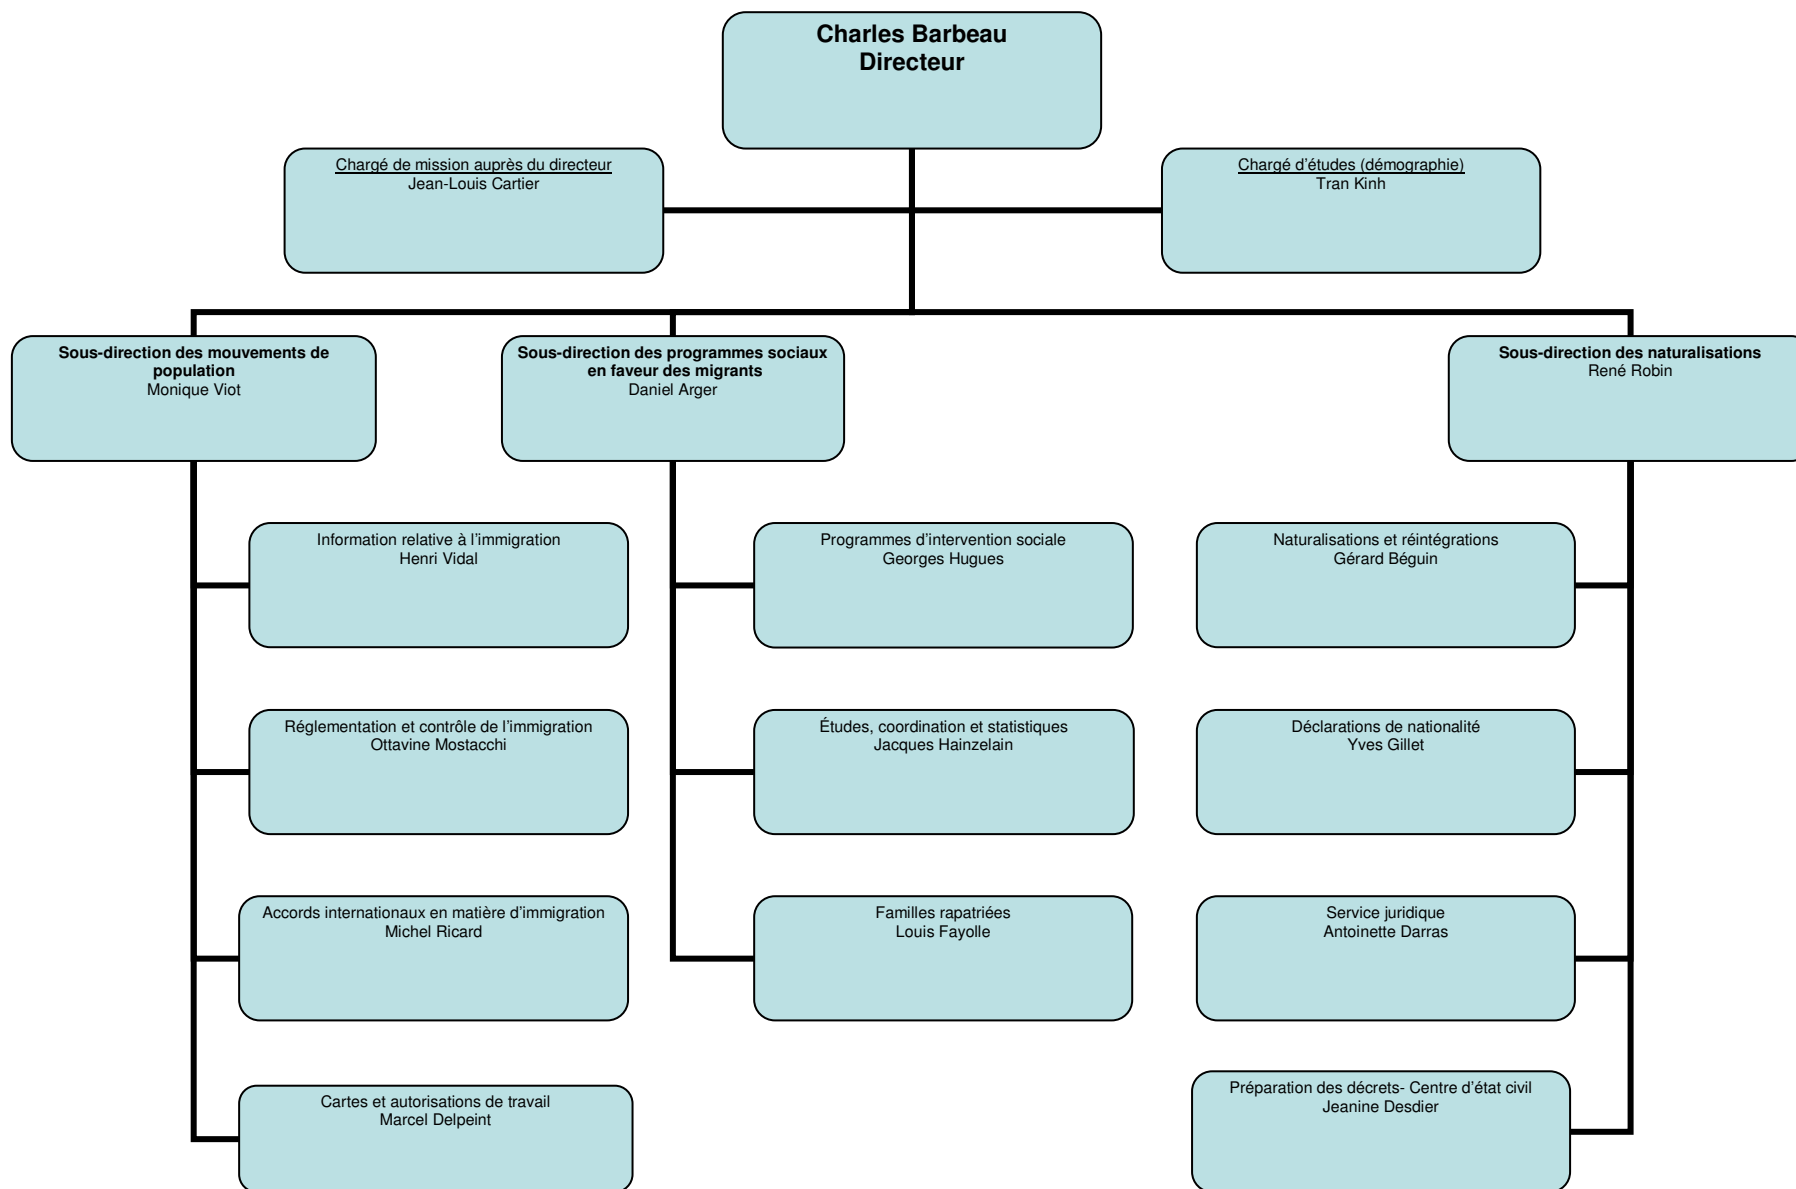 Charles Barbeau
Directeur
Chargé de mission auprès du directeur
Jean-Louis Cartier
Chargé d’études (démographie)
Tran Kinh
Sous-direction des mouvements de
population
Monique Viot
Sous-direction des programmes sociaux
en faveur des migrants
Daniel Arger
Sous-direction des naturalisations
René Robin
Information relative à l’immigration
Henri Vidal
Programmes d’intervention sociale
Georges Hugues
Naturalisations et réintégrations
Gérard Béguin
Réglementation et contrôle de l’immigration
Ottavine Mostacchi
Études, coordination et statistiques
Jacques Hainzelain
Déclarations de nationalité
Yves Gillet
Accords internationaux en matière d’immigration
Michel Ricard
Familles rapatriées
Louis Fayolle
Service juridique
Antoinette Darras
Cartes et autorisations de travail
Marcel Delpeint
Préparation des décrets- Centre d’état civil
Jeanine Desdier